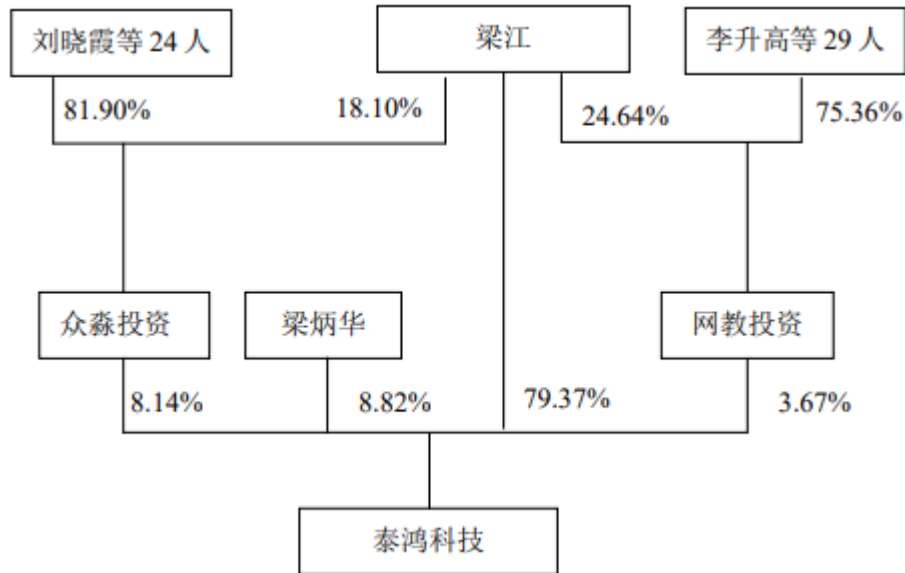 刘晓霞等 24 人
梁江
李升高等 29 人
81.90%
18.10%
24.64%
75.36%
众淼投资
梁炳华
网教投资
8.14%
8.82%
79.37%
3.67%
泰鸿科技